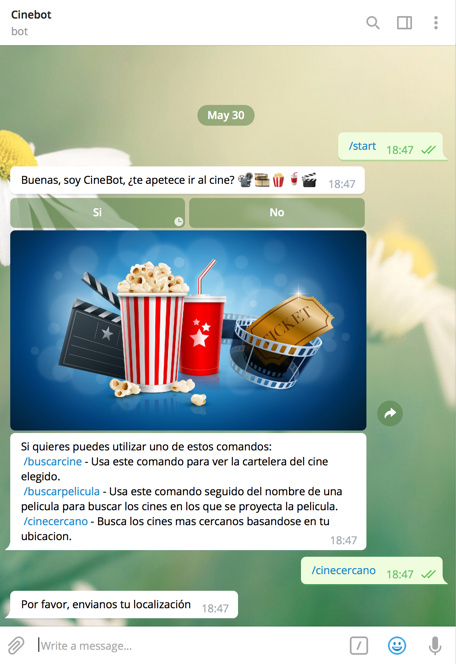 Cinebot
bot
May 30
/start 18:47
Buenas, soy CineBot, ¿te apetece ir al cine? 18:47
Si No
TICKET
Si quieres puedes utilizar uno de estos comandos:
/buscarcine - Usa este comando para ver la cartelera del cine
elegido.
/buscarpelicula - Usa este comando seguido del nombre de una
pelicula para buscar los cines en los que se proyecta la pelicula.
/cinecercano - Busca los cines mas cercanos basandose en tu
ubicacion. 18:47
/cinecercano 18:47
Por favor, envianos tu localización 18:47
Write a message...